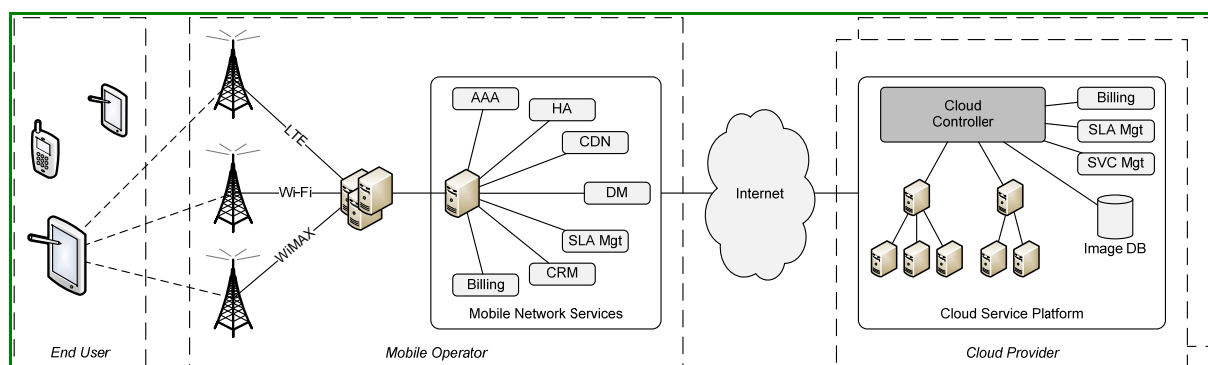 LTE
Wi-Fi
WiMAX
AAA
HA
CDN
DM
SLA Mgt
CRM
Billing
Mobile Network Services
Internet
Cloud
Controller
Billing
SLA Mgt
SVC Mgt
Image DB
Cloud Service Platform
End User
Mobile Operator
Cloud Provider